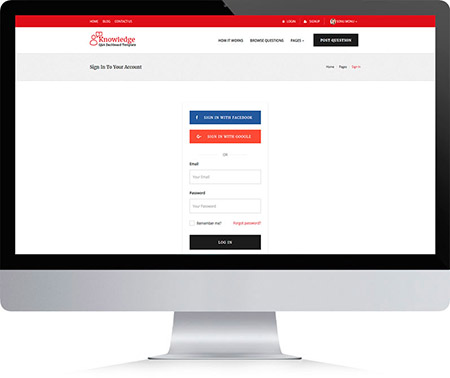 HOME BLOG CONTACT US LOGIN SIGNUP
Knowledge
Q&A Dashboard Template
HOW IT WORKS BROWSE QUESTIONS PAGES POST QUESTION
Sign In To Your Account Home Pages Sign In
SIGN IN WITH FACEBOOK
SIGN IN WITH GOOGLE
OR
Email
Your Email
Password
Your Password
Remember me? Forgot password?
LOG IN